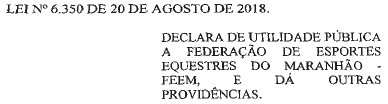 LEI Nº 6.350 DE 20 DE AGOSTO DE 2018.
DECLARA DE UTILIDADE PÚBLICA
A FEDERAÇÃO DE ESPORTES
EQUESTRES DO MARANHÃO -
FEEM, E DÁ OUTRAS
PROVIDÊNCIAS.